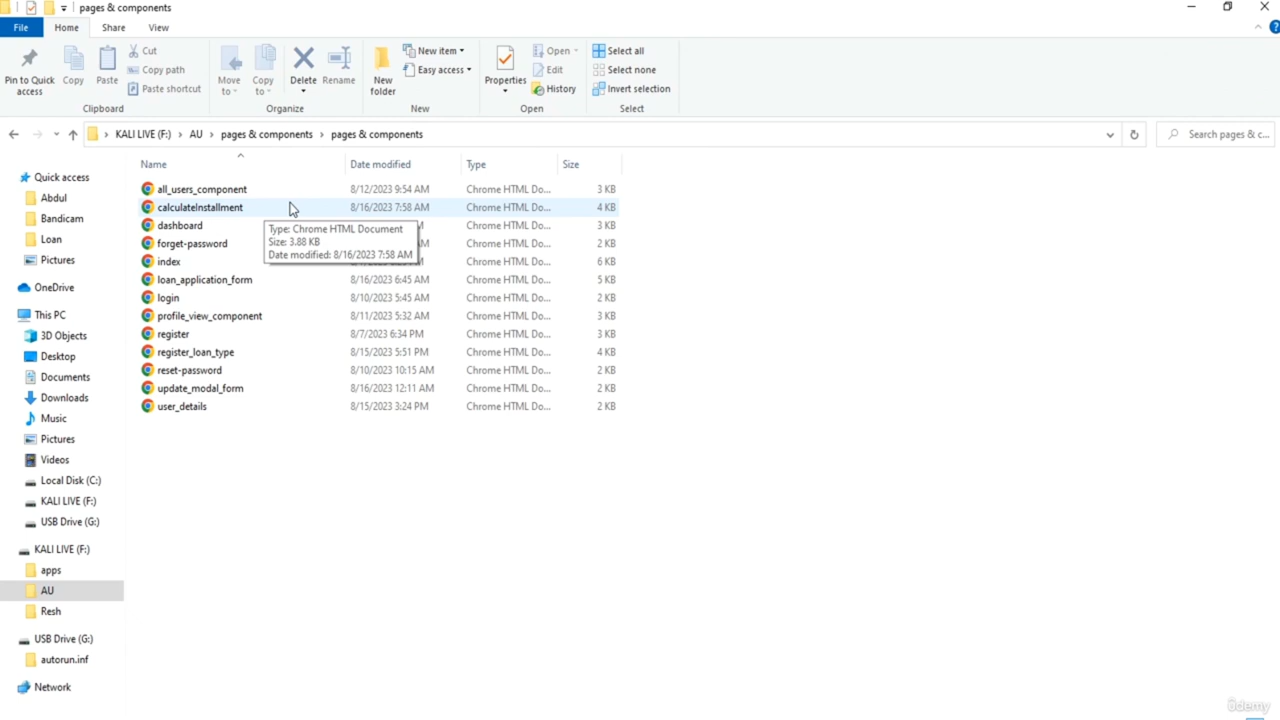 pages & components
File Home Share View
Pin to Quick access
Copy
Paste
Cut
Copy path
Paste shortcut
Clipboard
Move to
Copy to
Delete
Rename
Organize
New folder
New item
Easy access
New
Properties
Open
Edit
History
Open
Select all
Select none
Invert selection
Select
KALI LIVE (F:) › AU › pages & components › pages & components
Search pages & c...
Name Date modified Type Size
all_users_component 8/12/2023 9:54 AM Chrome HTML Do... 3 KB
calculateInstallment 8/16/2023 7:58 AM Chrome HTML Do... 4 KB
dashboard Chrome HTML Do... 3 KB
forget-password Chrome HTML Do... 2 KB
index Chrome HTML Do... 6 KB
loan_application_form 8/16/2023 6:45 AM Chrome HTML Do... 5 KB
login 8/10/2023 5:45 AM Chrome HTML Do... 2 KB
profile_view_component 8/11/2023 5:32 AM Chrome HTML Do... 3 KB
register 8/7/2023 6:34 PM Chrome HTML Do... 3 KB
register_loan_type 8/15/2023 5:51 PM Chrome HTML Do... 4 KB
reset-password 8/10/2023 10:15 AM Chrome HTML Do... 2 KB
update_modal_form 8/16/2023 12:11 AM Chrome HTML Do... 2 KB
user_details 8/15/2023 3:24 PM Chrome HTML Do... 2 KB
Type: Chrome HTML Document
Size: 3.88 KB
Date modified: 8/16/2023 7:58 AM
Quick access
Abdul
Bandicam
Loan
Pictures
OneDrive
This PC
3D Objects
Desktop
Documents
Downloads
Music
Pictures
Videos
Local Disk (C:)
KALI LIVE (F:)
USB Drive (G:)
KALI LIVE (F:)
apps
AU
Resh
USB Drive (G:)
autorun.inf
Network
ûdemy